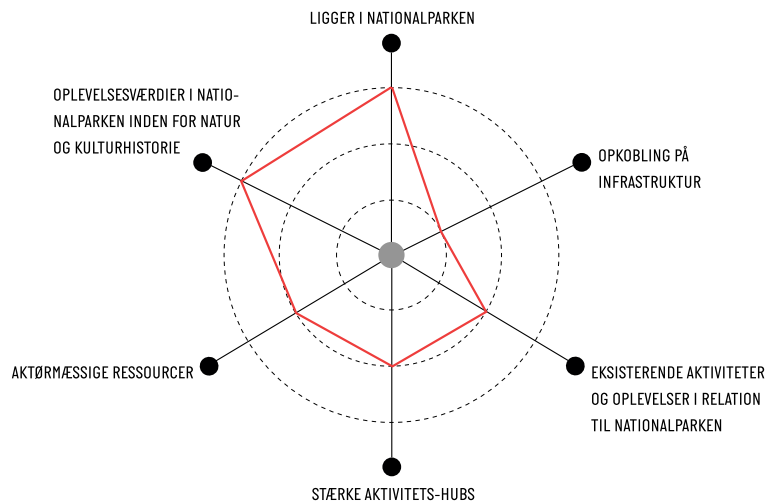 LIGGER I NATIONALPARKEN
OPLEVELSESVÆRDIER I NATIO-
NALPARKEN INDEN FOR NATUR
OG KULTURHISTORIE
OPKOBLING PÅ
INFRASTRUKTUR
AKTØRMÆSSIGE RESSOURCER
EKSISTERENDE AKTIVITETER
OG OPLEVELSER I RELATION
TIL NATIONALPARKEN
STÆRKE AKTIVITETS-HUBS